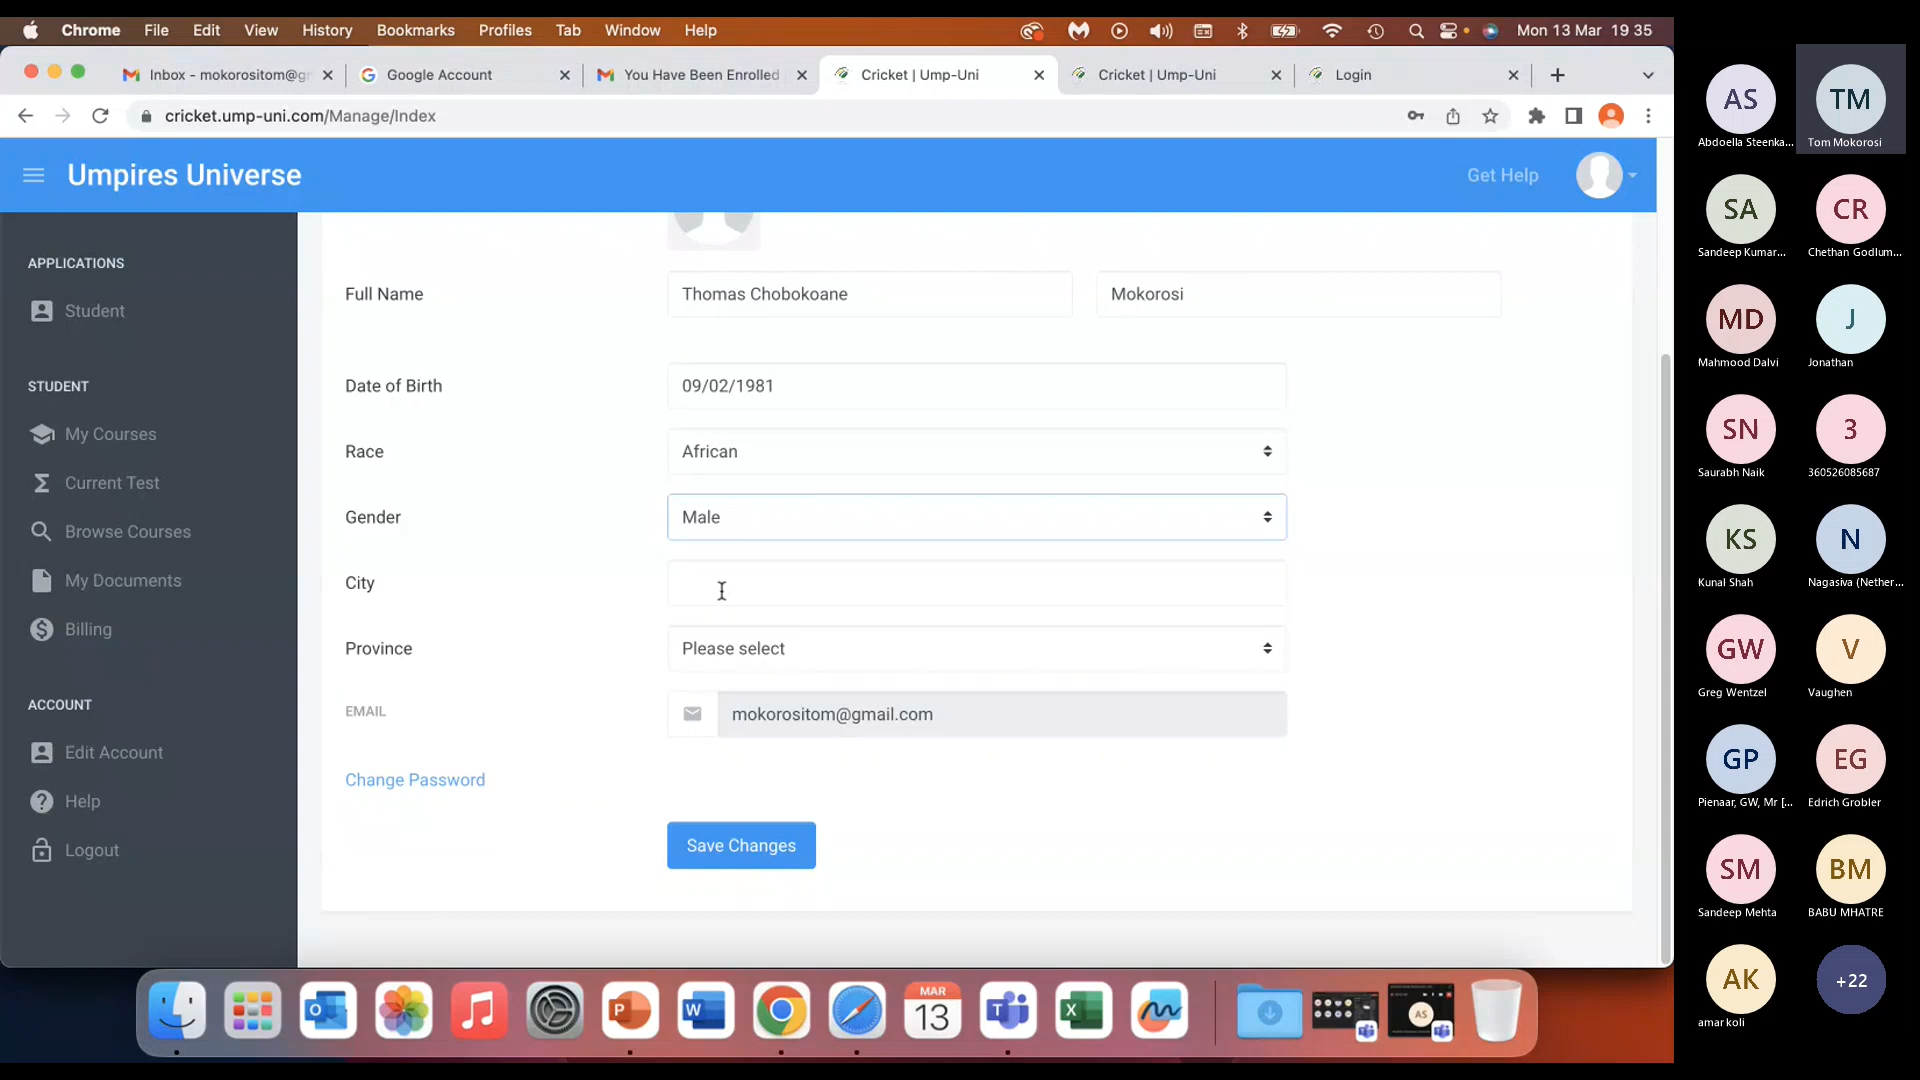 Chrome File Edit View History Bookmarks Profiles Tab Window Help Mon 13 Mar 19 35
Inbox - mokorositom@g
Google Account
You Have Been Enrolled
Cricket | Ump-Uni
Cricket | Ump-Uni
Login
cricket.ump-uni.com/Manage/Index
Umpires Universe
Get Help
APPLICATIONS
Student
STUDENT
My Courses
Current Test
Browse Courses
My Documents
Billing
ACCOUNT
Edit Account
Help
Logout
Full Name Thomas Chobokoane Mokorosi
Date of Birth 09/02/1981
Race African
Gender Male
City
Province Please select
EMAIL mokorositom@gmail.com
Change Password
Save Changes
MAR
13
AS TM
Abdoella Steenka... Tom Mokorosi
SA CR
Sandeep Kumar... Chethan Godlum...
MD J
Mahmood Dalvi Jonathan
SN 3
Saurabh Naik 360526085687
KS N
Kunal Shah Nagasiva (Nether...
GW V
Greg Wentzel Vaughen
GP EG
Pienaar, GW, Mr [... Edrich Grobler
SM BM
Sandeep Mehta BABU MHATRE
AK +22
amar koli
AS